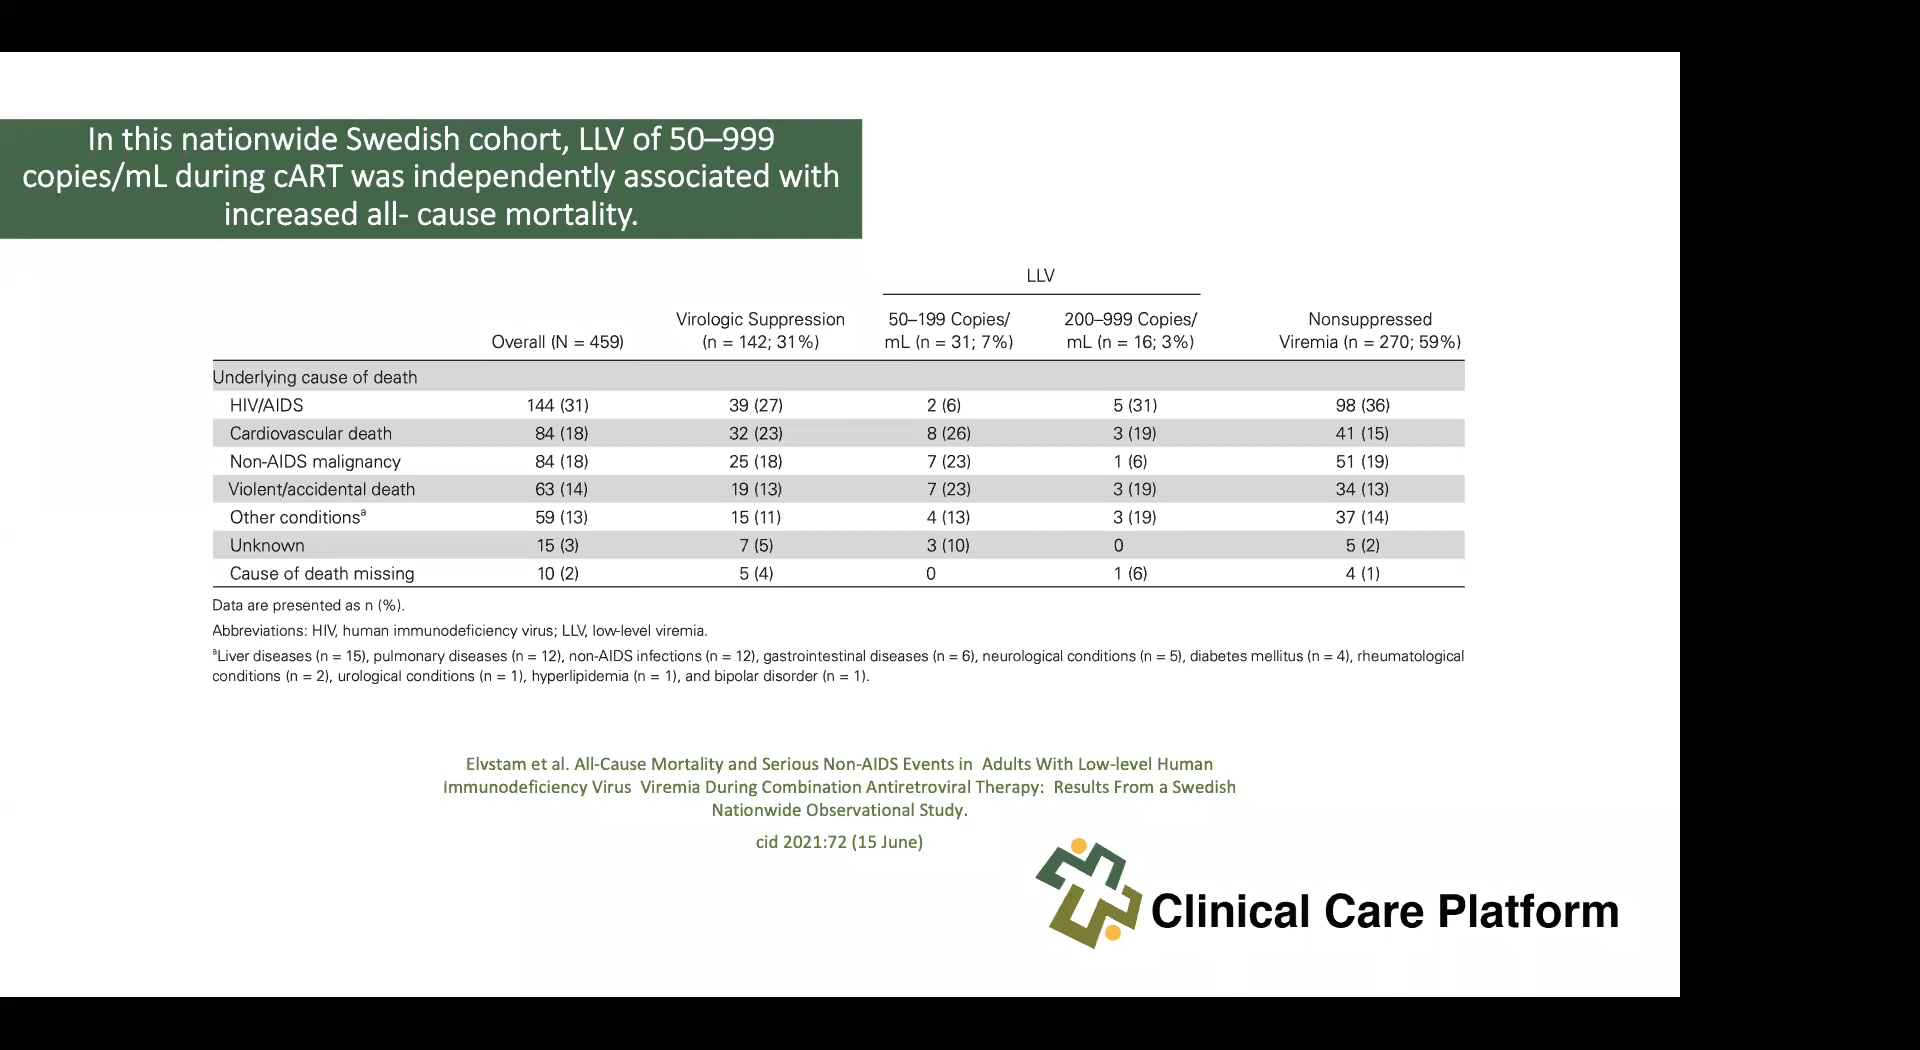 In this nationwide Swedish cohort, LLV of 50–999
copies/mL during cART was independently associated with
increased all- cause mortality.
LLV
Virologic Suppression 50–199 Copies/ 200–999 Copies/ Nonsuppressed
Overall (N = 459) (n = 142; 31%) mL (n = 31; 7%) mL (n = 16; 3%) Viremia (n = 270; 59%)
Underlying cause of death
HIV/AIDS 144 (31) 39 (27) 2 (6) 5 (31) 98 (36)
Cardiovascular death 84 (18) 32 (23) 8 (26) 3 (19) 41 (15)
Non-AIDS malignancy 84 (18) 25 (18) 7 (23) 1 (6) 51 (19)
Violent/accidental death 63 (14) 19 (13) 7 (23) 3 (19) 34 (13)
Other conditionsª 59 (13) 15 (11) 4 (13) 3 (19) 37 (14)
Unknown 15 (3) 7 (5) 3 (10) 0 5 (2)
Cause of death missing 10 (2) 5 (4) 0 1 (6) 4 (1)
Data are presented as n (%).
Abbreviations: HIV, human immunodeficiency virus; LLV, low-level viremia.
ªLiver diseases (n = 15), pulmonary diseases (n = 12), non-AIDS infections (n = 12), gastrointestinal diseases (n = 6), neurological conditions (n = 5), diabetes mellitus (n = 4), rheumatological
conditions (n = 2), urological conditions (n = 1), hyperlipidemia (n = 1), and bipolar disorder (n = 1).
Elvstam et al. All-Cause Mortality and Serious Non-AIDS Events in Adults With Low-level Human
Immunodeficiency Virus Viremia During Combination Antiretroviral Therapy: Results From a Swedish
Nationwide Observational Study.
cid 2021:72 (15 June)
Clinical Care Platform